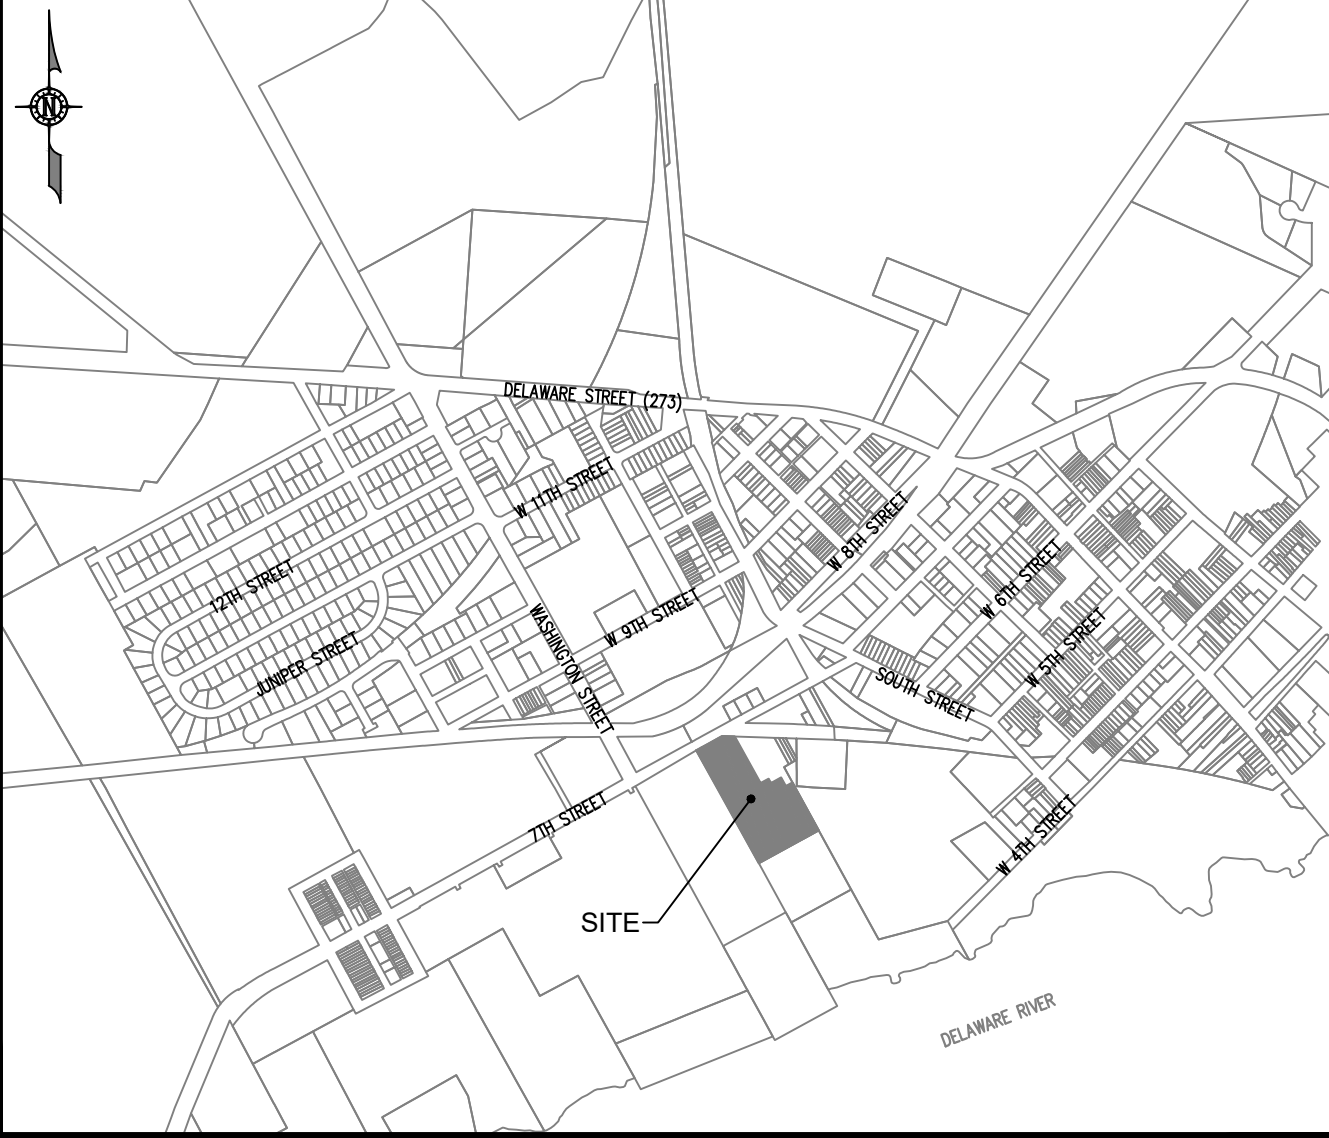 N
DELAWARE STREET (273)
W 11TH STREET
W 8TH STREET
12TH STREET
W 6TH STREET
JUNIPER STREET
WASHINGTON STREET
W 9TH STREET
W 5TH STREET
SOUTH STREET
7TH STREET
W 4TH STREET
SITE
DELAWARE RIVER